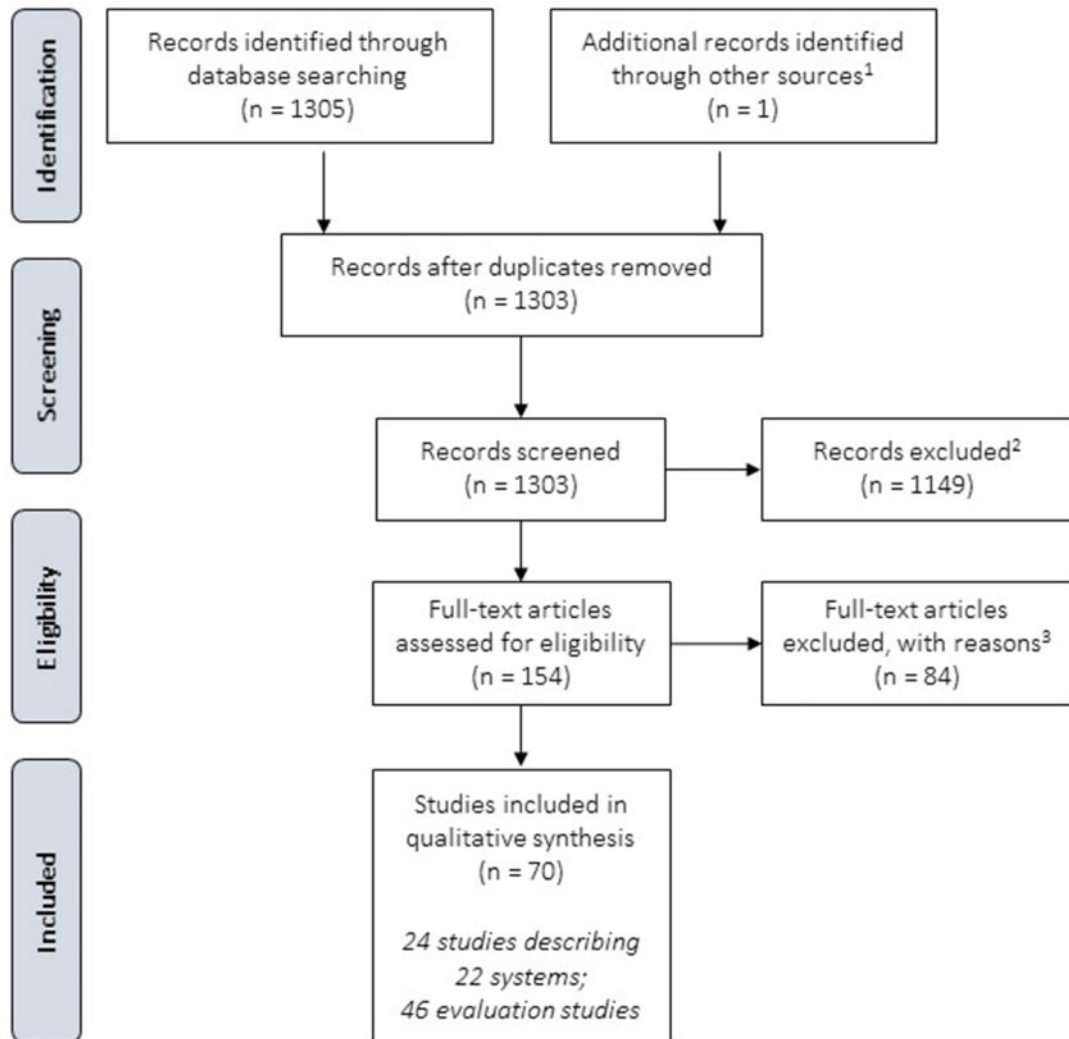 Identification
Records identified through
database searching
(n = 1305)
Additional records identified
through other sources¹
(n = 1)
Screening
Records after duplicates removed
(n = 1303)
Records screened
(n = 1303)
Records excluded²
(n = 1149)
Eligibility
Full-text articles
assessed for eligibility
(n = 154)
Full-text articles
excluded, with reasons³
(n = 84)
Included
Studies included in
qualitative synthesis
(n = 70)
24 studies describing
22 systems;
46 evaluation studies